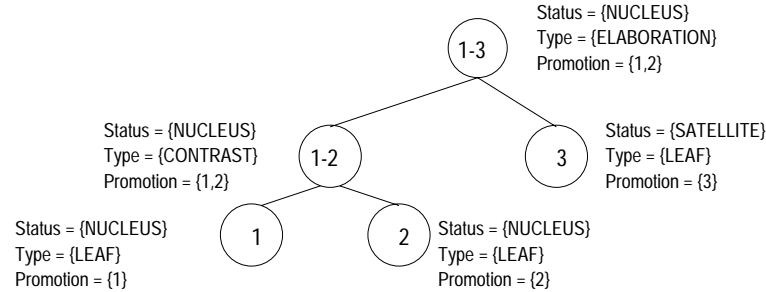 Status = {NUCLEUS}
Type = {ELABORATION}
Promotion = {1,2}
1-3
Status = {NUCLEUS}
Type = {CONTRAST}
Promotion = {1,2}
1-2
3
Status = {SATELLITE}
Type = {LEAF}
Promotion = {3}
Status = {NUCLEUS}
Type = {LEAF}
Promotion = {1}
1
2
Status = {NUCLEUS}
Type = {LEAF}
Promotion = {2}